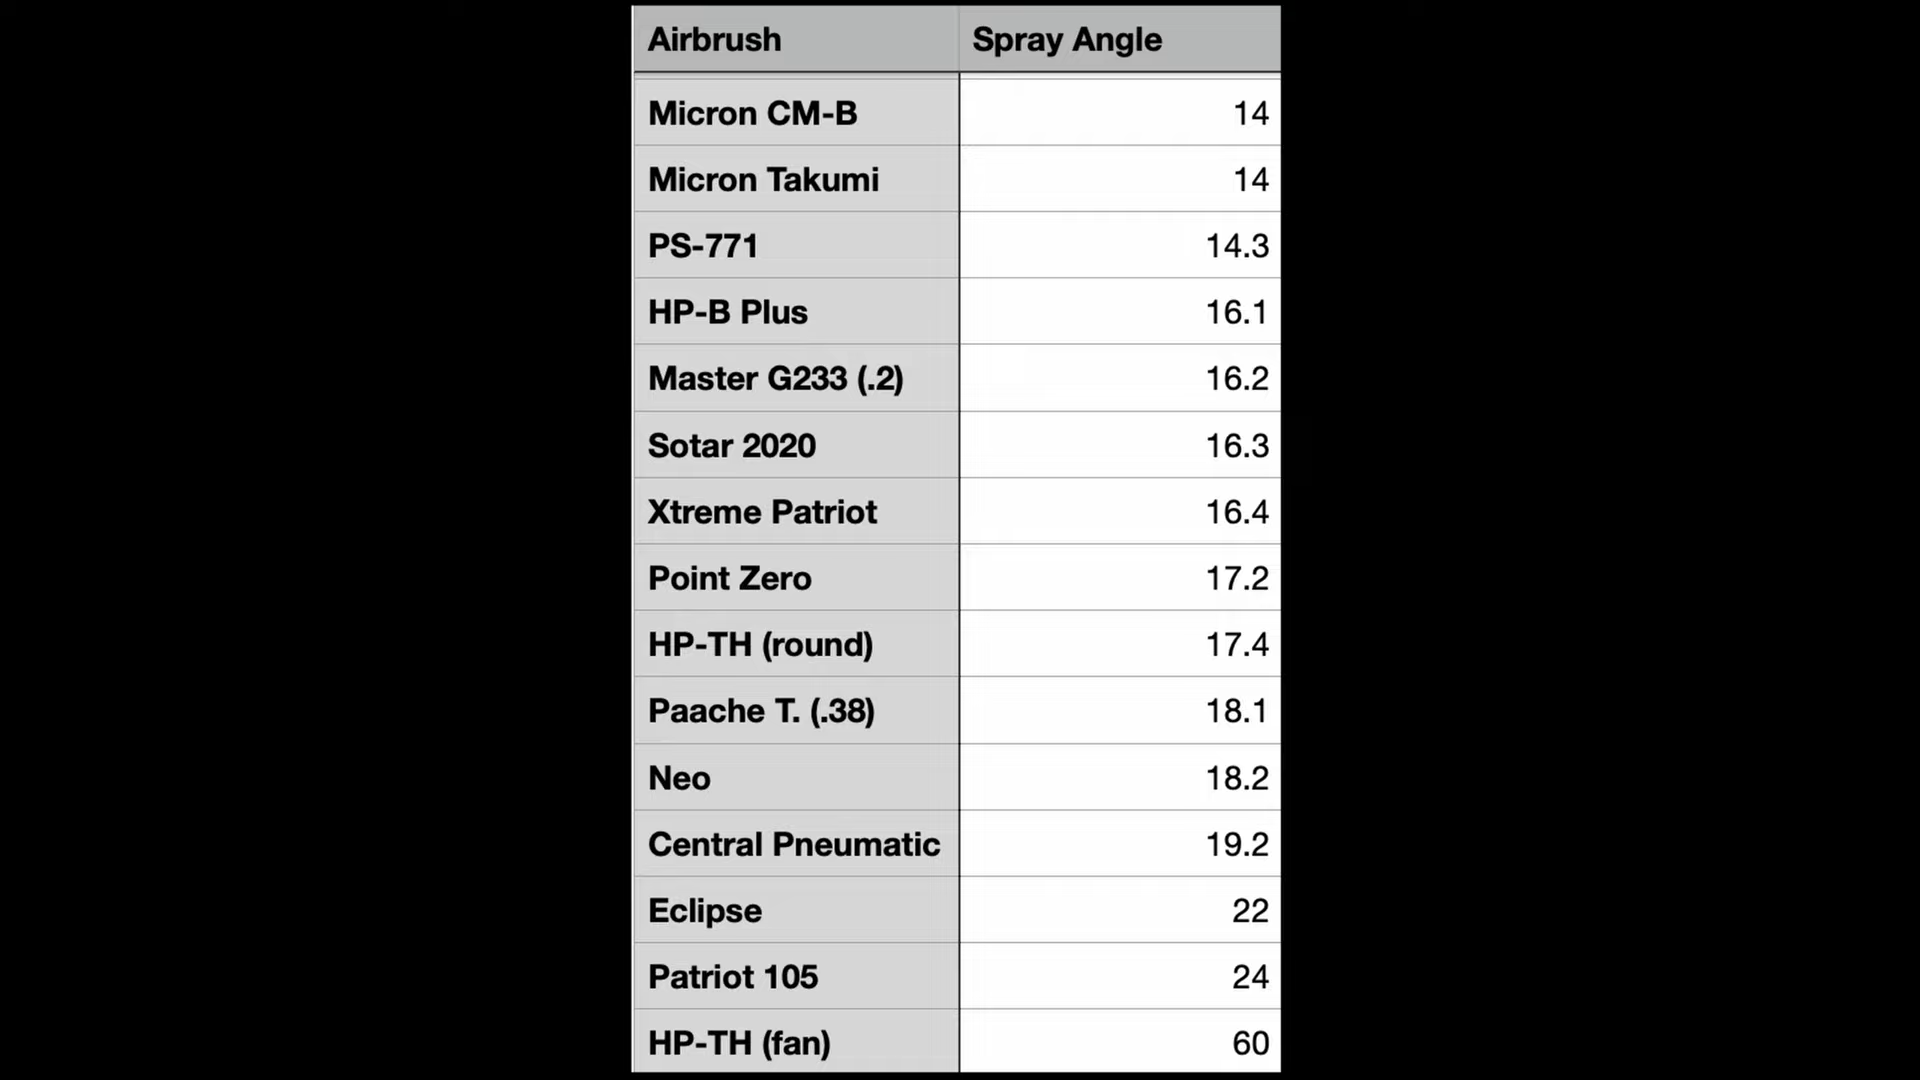 Airbrush Spray Angle
Micron CM-B 14
Micron Takumi 14
PS-771 14.3
HP-B Plus 16.1
Master G233 (.2) 16.2
Sotar 2020 16.3
Xtreme Patriot 16.4
Point Zero 17.2
HP-TH (round) 17.4
Paache T. (.38) 18.1
Neo 18.2
Central Pneumatic 19.2
Eclipse 22
Patriot 105 24
HP-TH (fan) 60